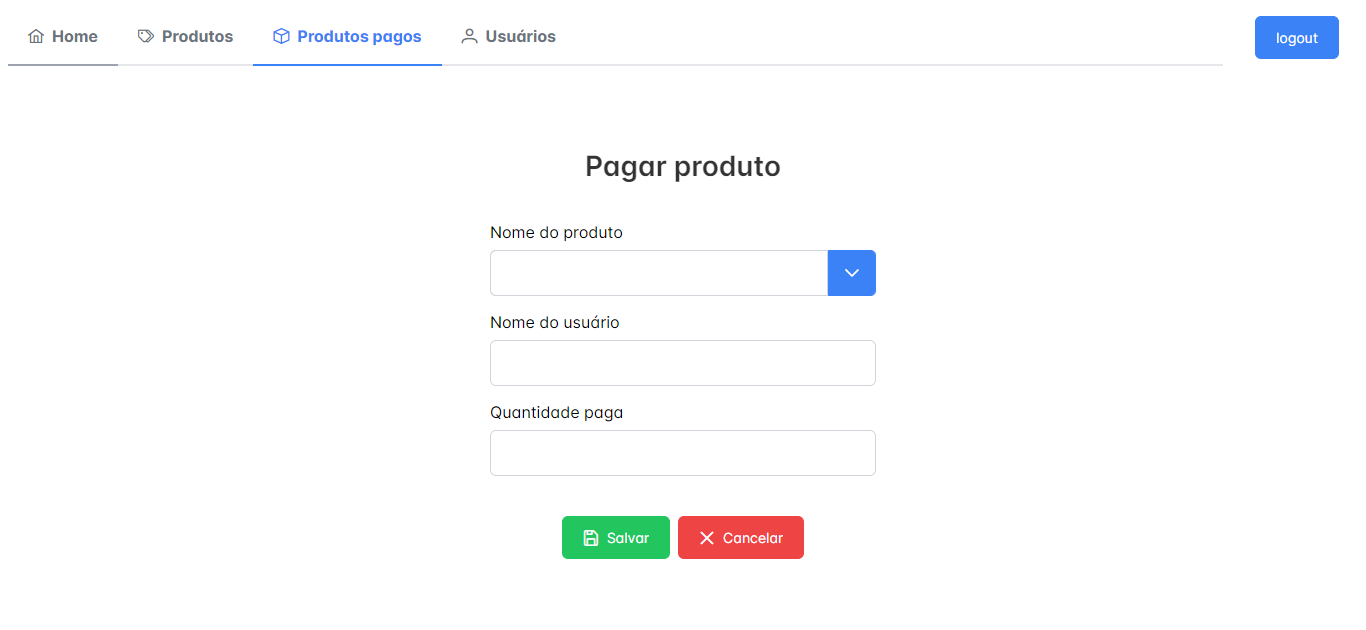 Home Produtos Produtos pagos Usuários logout
Pagar produto
Nome do produto
Nome do usuário
Quantidade paga
Salvar Cancelar